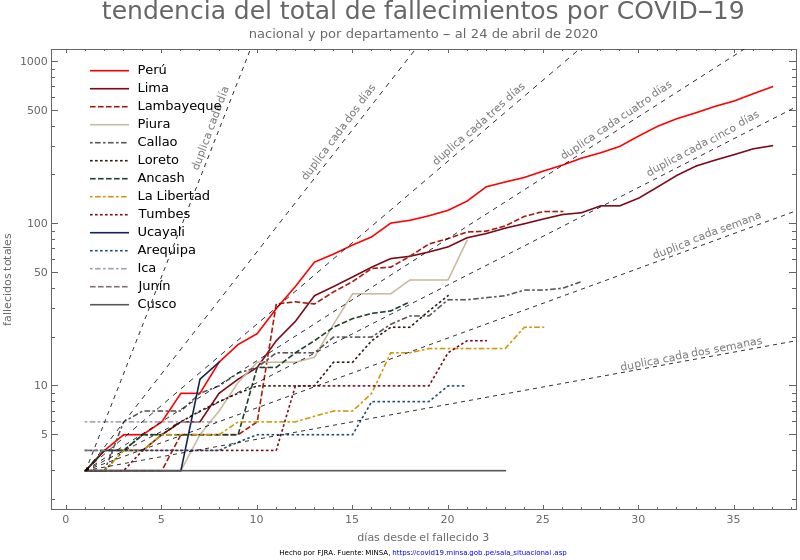 tendencia del total de fallecimientos por COVID−19
nacional y por departamento − al 24 de abril de 2020
fallecidos totales
1000
500
100
50
10
5
Perú
Lima
Lambayeque
Piura
Callao
Loreto
Ancash
La Libertad
Tumbes
Ucayali
Arequipa
Ica
Junín
Cusco
duplica cada día
duplica cada dos días
duplica cada tres días
duplica cada cuatro días
duplica cada cinco días
duplica cada semana
duplica cada dos semanas
0 5 10 15 20 25 30 35
días desde el fallecido 3
Hecho por FJRA. Fuente: MINSA, https://covid19.minsa.gob.pe/sala_situacional.asp